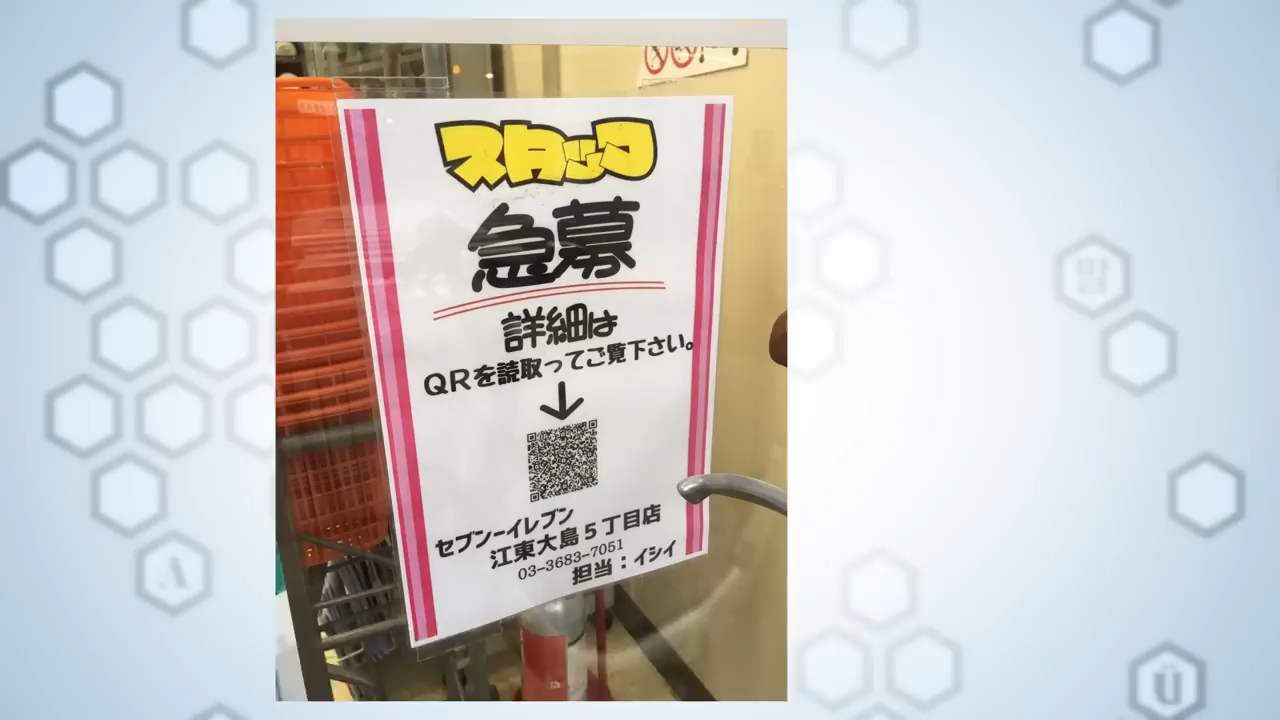 スタッフ
急募
詳細は
QRを読取ってご覧下さい。
↓
セブンーイレブン
江東大島5丁目店
03-3683-7051
担当：イシイ
A
Ü